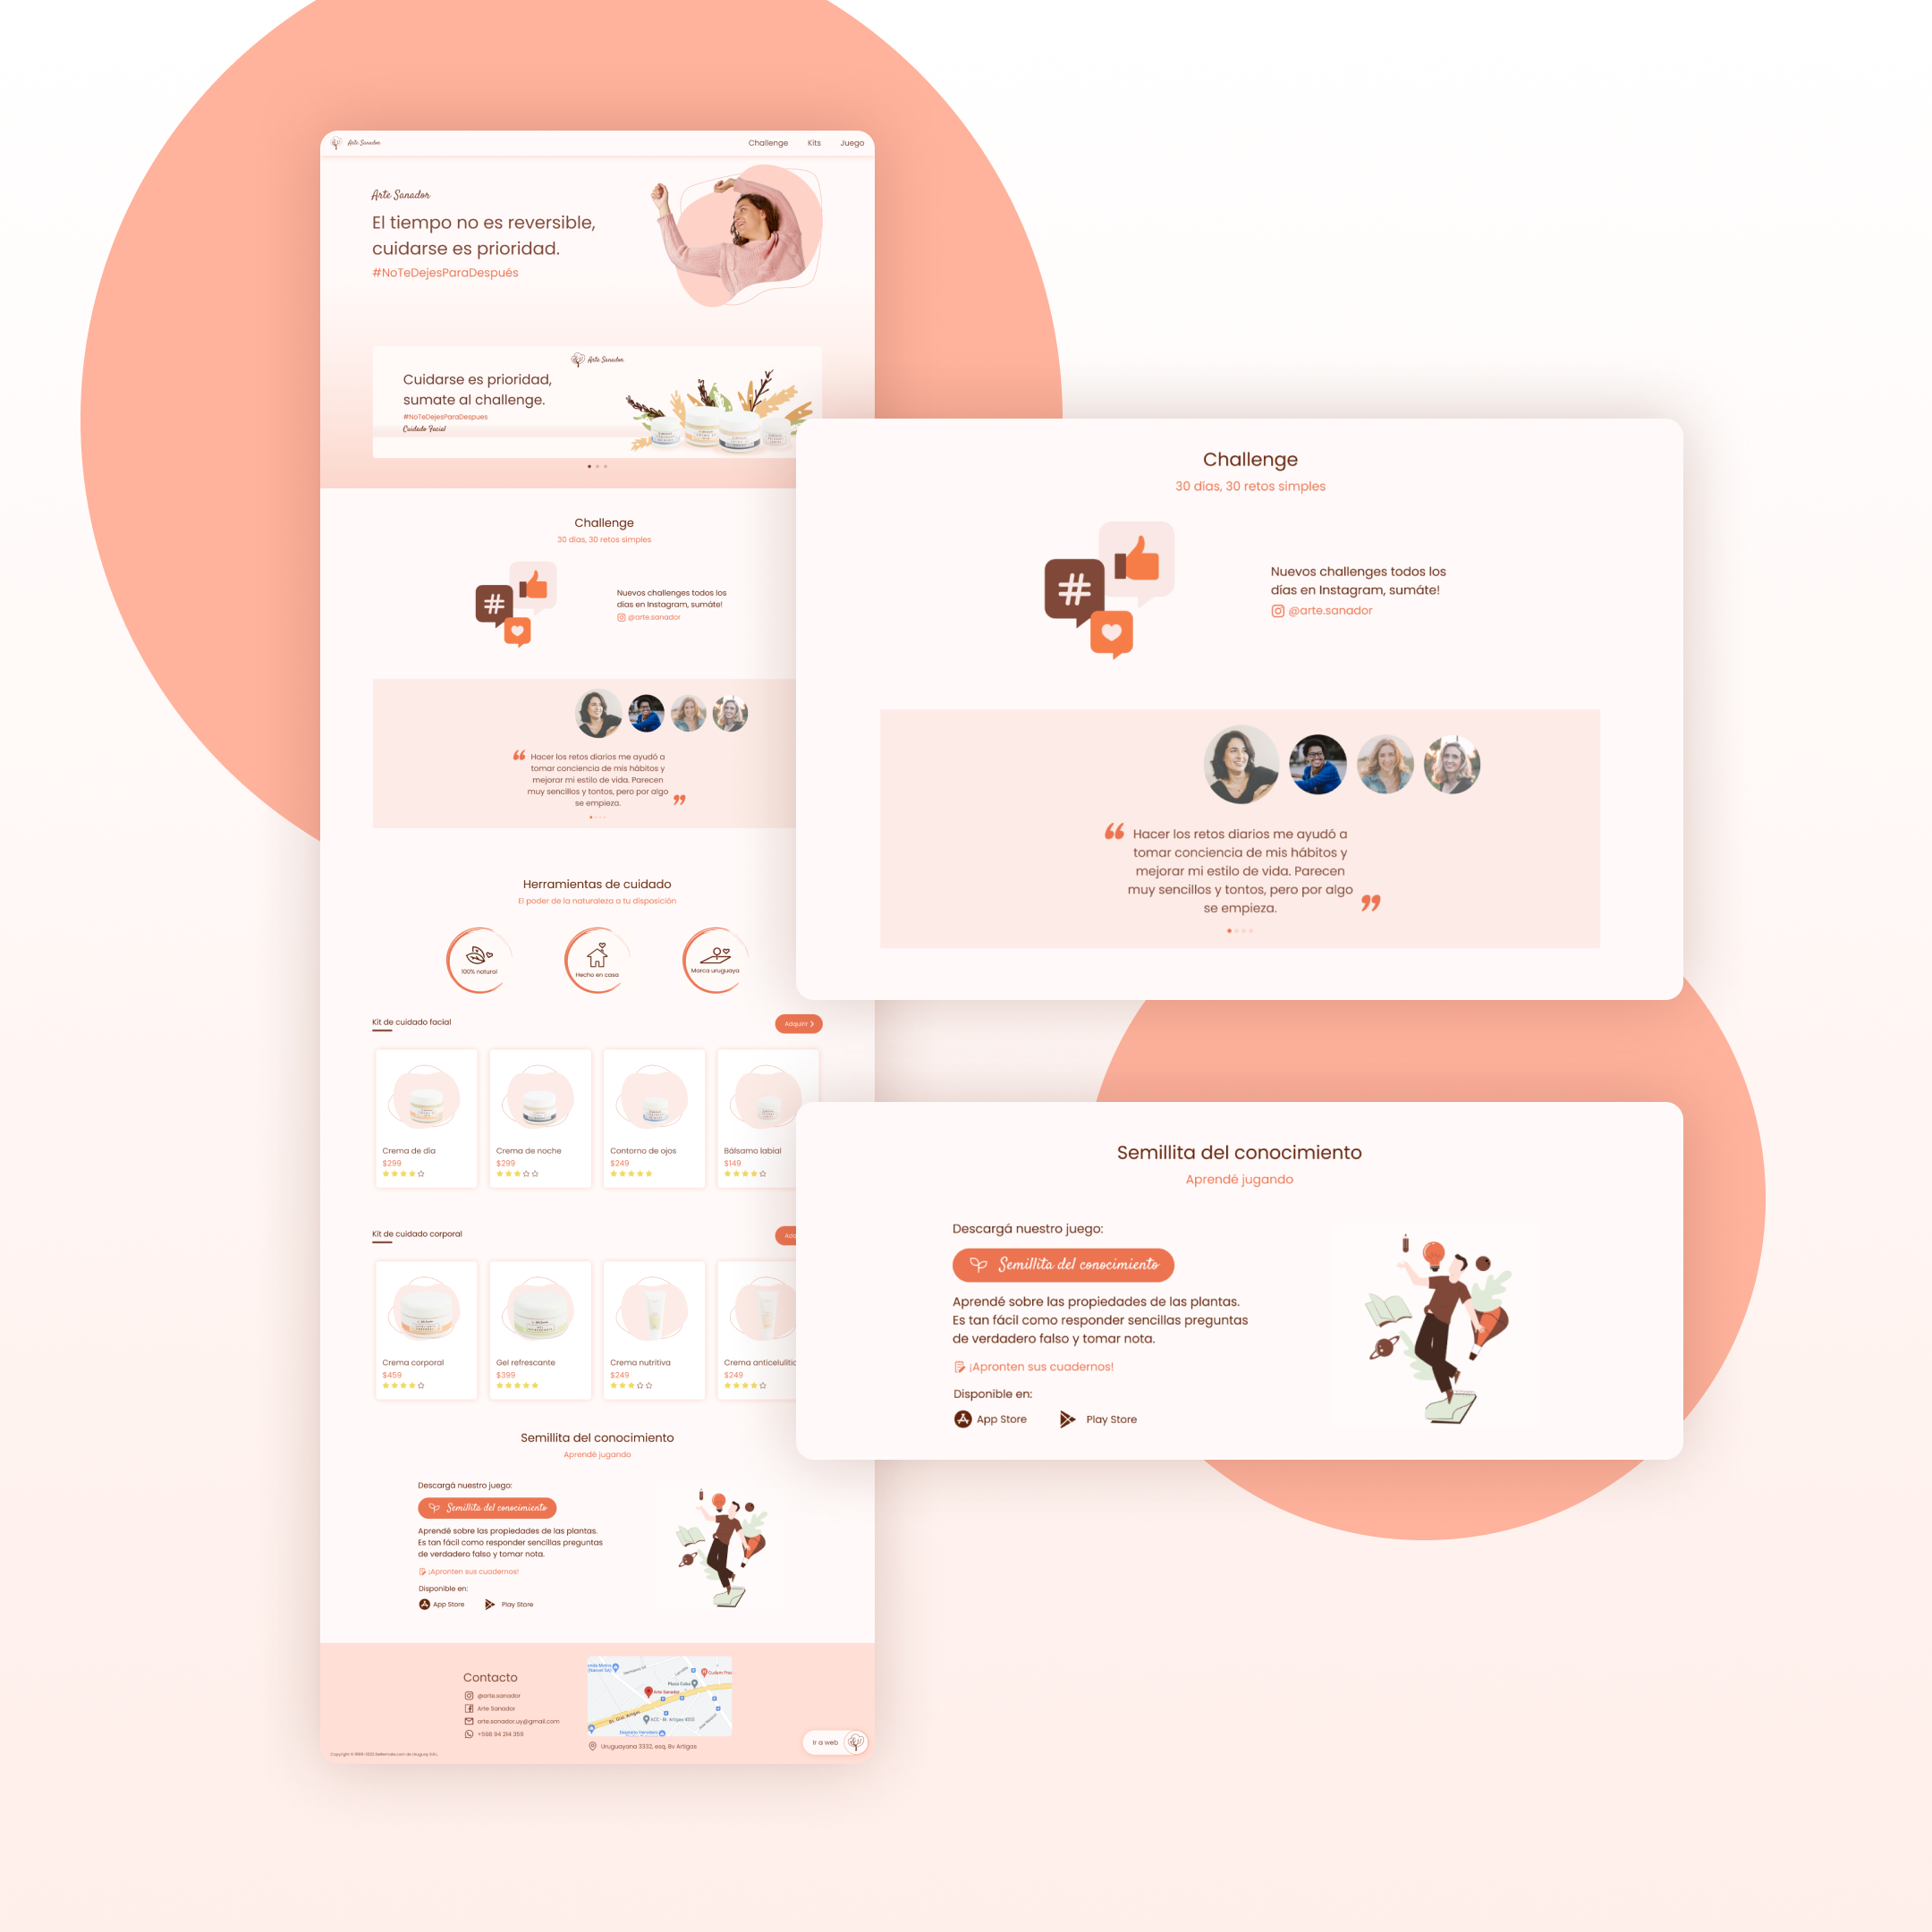 Arte Sanador
Challenge Kits Juego
Arte Sanador
El tiempo no es reversible,
cuidarse es prioridad.
#NoTeDejesParaDespués
Arte Sanador
Cuidarse es prioridad,
sumate al challenge.
#NoTeDejesParaDespues
Cuidado Facial
Challenge
30 días, 30 retos simples
Nuevos challenges todos los
días en Instagram, sumáte!
@arte.sanador
Hacer los retos diarios me ayudó a
tomar conciencia de mis hábitos y
mejorar mi estilo de vida. Parecen
muy sencillos y tontos, pero por algo
se empieza.
Herramientas de cuidado
El poder de la naturaleza a tu disposición
100% natural
Hecho en casa
Marca uruguaya
Kit de cuidado facial
Adquirir
Crema de día
$299
Crema de noche
$299
Contorno de ojos
$249
Bálsamo labial
$149
Kit de cuidado corporal
Crema corporal
$459
Gel refrescante
$399
Crema nutritiva
$249
Crema anticelulitic
$249
Semillita del conocimiento
Aprendé jugando
Descargá nuestro juego:
Semillita del conocimiento
Aprendé sobre las propiedades de las plantas.
Es tan fácil como responder sencillas preguntas
de verdadero falso y tomar nota.
¡Apronten sus cuadernos!
Disponible en:
App Store Play Store
Contacto
@arte.sanador
Arte Sanador
arte.sanador.uy@gmail.com
+598 94 214 359
Plaza Cuba
Arte Sanador
Bv. Gral. Artigas
Uruguayana 3332, esq, Bv Artigas
Ir a web
Challenge
30 días, 30 retos simples
Nuevos challenges todos los
días en Instagram, sumáte!
@arte.sanador
Hacer los retos diarios me ayudó a
tomar conciencia de mis hábitos y
mejorar mi estilo de vida. Parecen
muy sencillos y tontos, pero por algo
se empieza.
Semillita del conocimiento
Aprendé jugando
Descargá nuestro juego:
Semillita del conocimiento
Aprendé sobre las propiedades de las plantas.
Es tan fácil como responder sencillas preguntas
de verdadero falso y tomar nota.
¡Apronten sus cuadernos!
Disponible en:
App Store Play Store